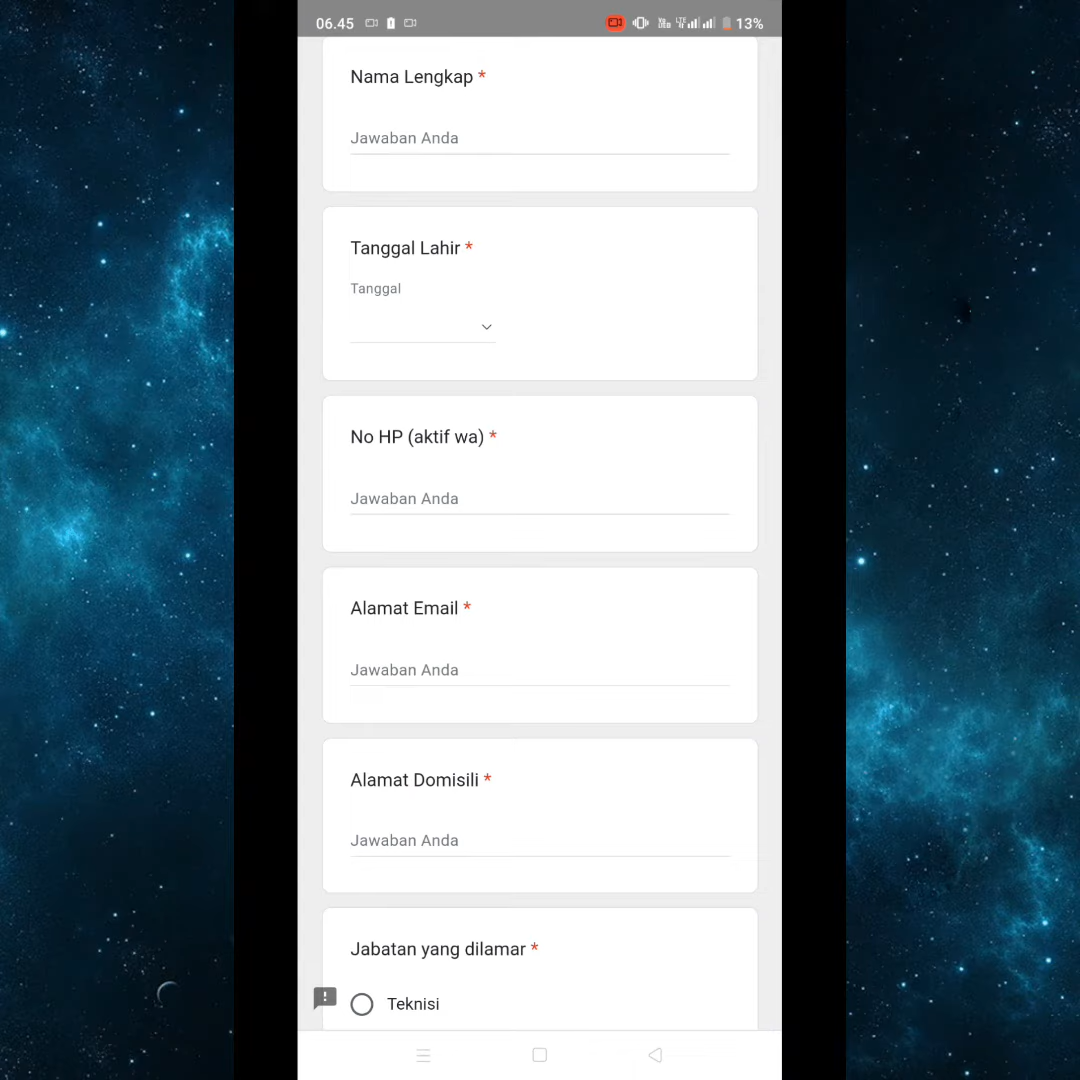 06.45 13%
Nama Lengkap *
Jawaban Anda
Tanggal Lahir *
Tanggal
No HP (aktif wa) *
Jawaban Anda
Alamat Email *
Jawaban Anda
Alamat Domisili *
Jawaban Anda
Jabatan yang dilamar *
Teknisi